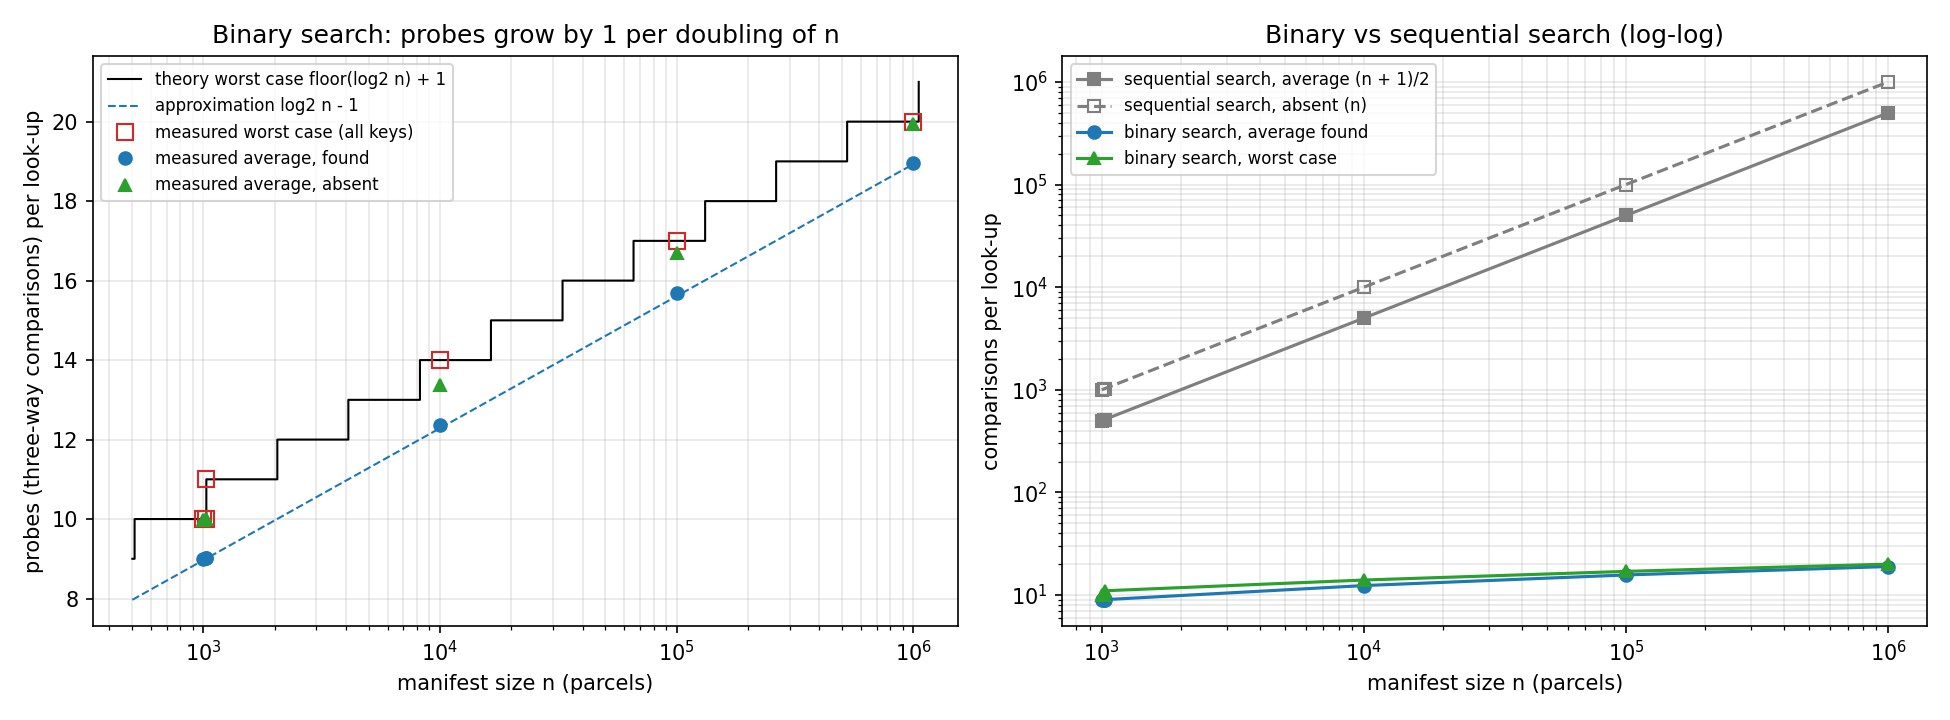 Binary search: probes grow by 1 per doubling of n
theory worst case floor(log2 n) + 1
approximation log2 n - 1
measured worst case (all keys)
measured average, found
measured average, absent
probes (three-way comparisons) per look-up
20
18
16
14
12
10
8
10³
10⁴
10⁵
10⁶
manifest size n (parcels)
Binary vs sequential search (log-log)
sequential search, average (n + 1)/2
sequential search, absent (n)
binary search, average found
binary search, worst case
comparisons per look-up
10⁶
10⁵
10⁴
10³
10²
10¹
10³
10⁴
10⁵
10⁶
manifest size n (parcels)